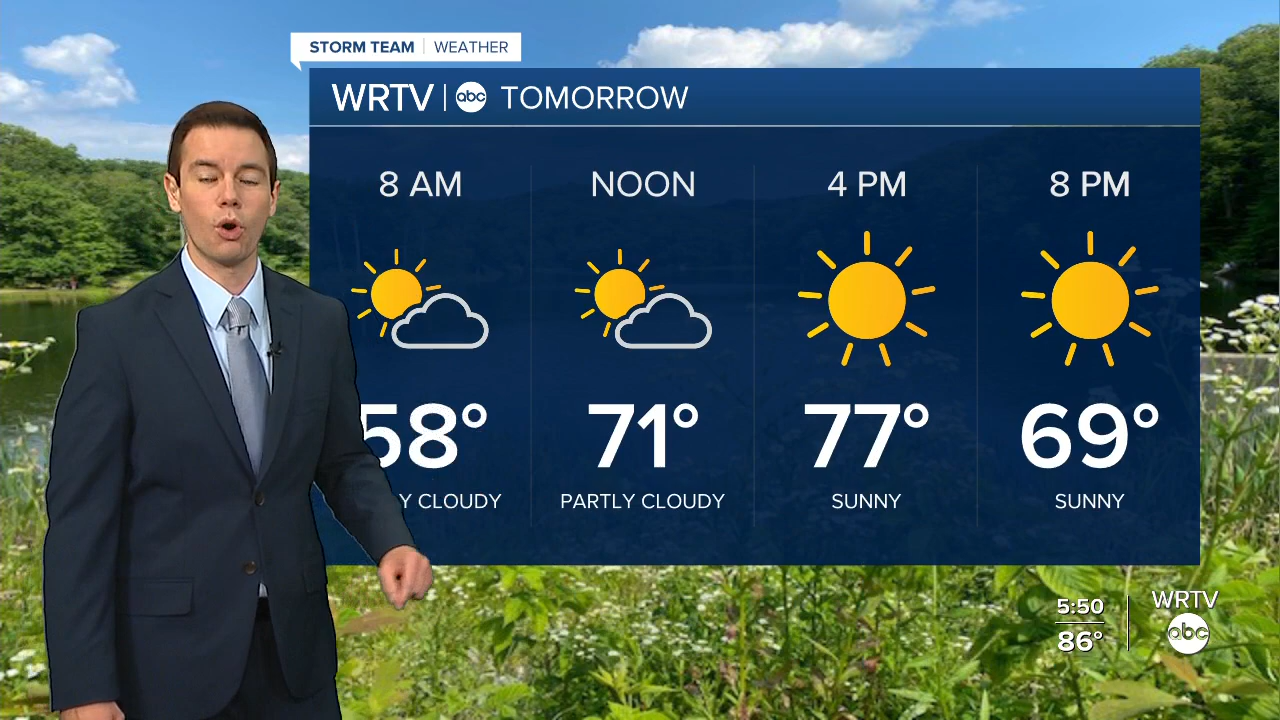 STORM TEAM | WEATHER
WRTV | abc TOMORROW
8 AM NOON 4 PM 8 PM
58° 71° 77° 69°
Y CLOUDY PARTLY CLOUDY SUNNY SUNNY
5:50 WRTV
86° abc